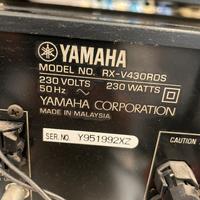 YAMAHA
MODEL NO. RX-V430RDS
230 VOLTS 230 WATTS
50 Hz
YAMAHA CORPORATION
MADE IN MALAYSIA
SER. NO. Y951992XZ
CAUTION